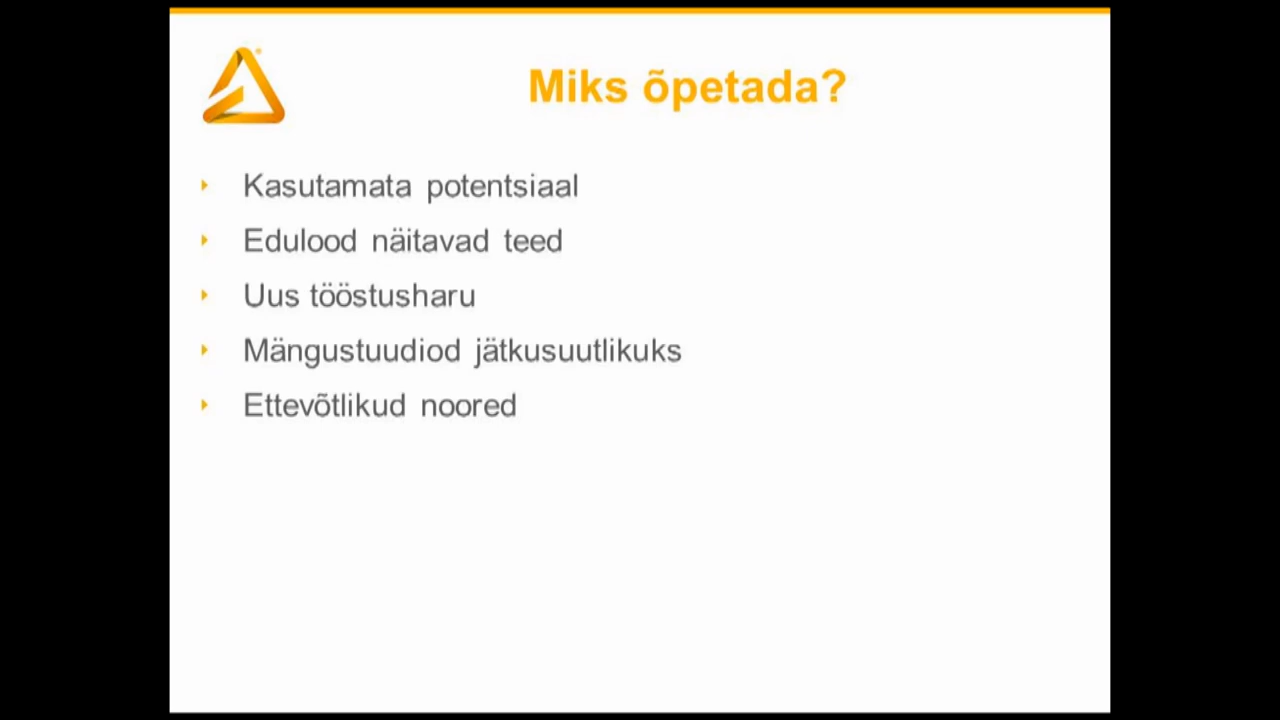 Miks õpetada?
Kasutamata potentsiaal
Edulood näitavad teed
Uus tööstusharu
Mängustuudiod jätkusuutlikuks
Ettevõtlikud noored